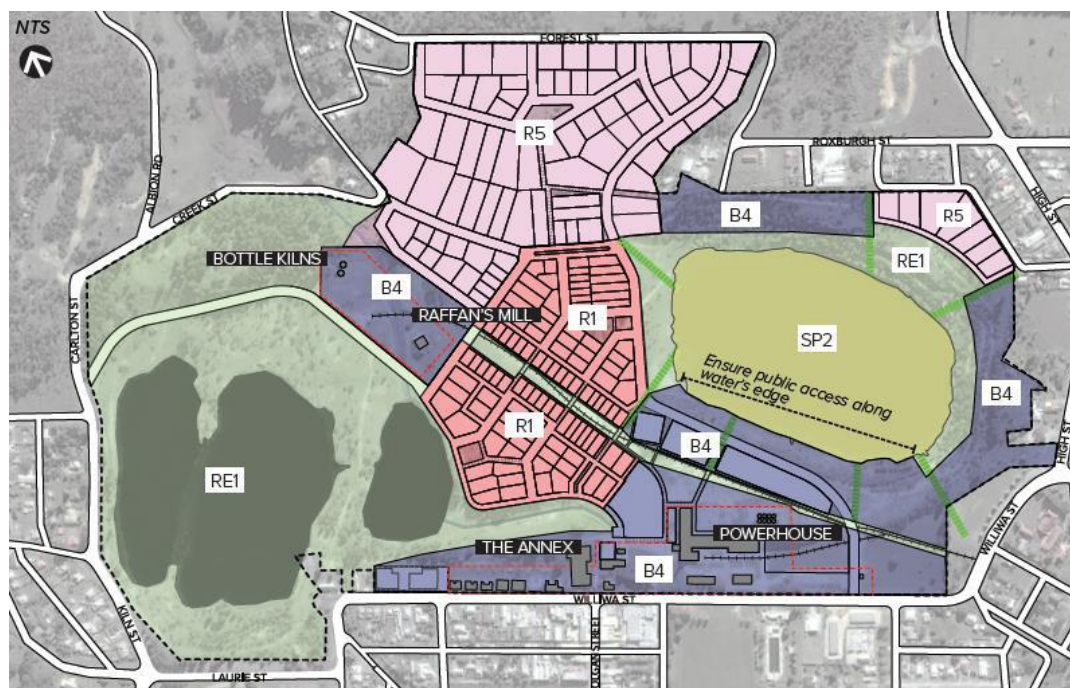 NTS
FOREST ST
ROXBURGH ST
HIGH ST
ALBION RD
CREEK ST
CARLTON ST
R5
B4
R5
RE1
BOTTLE KILNS
B4
RAFFAN'S MILL
R1
SP2
Ensure public access along
water's edge
B4
R1
B4
HIGH ST
RE1
POWERHOUSE
THE ANNEX
B4
WILLIWA ST
WILLIWA ST
KILN ST
LAURIE ST